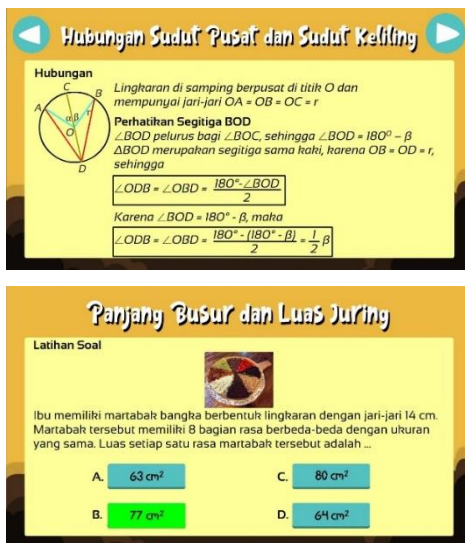 Hubungan Sudut Pusat dan Sudut Keliling
Hubungan
C
B
A
α β r
O
D
Lingkaran di samping berpusat di titik O dan
mempunyai jari-jari OA = OB = OC = r
Perhatikan Segitiga BOD
∠BOD pelurus bagi ∠BOC, sehingga ∠BOD = 180° – β
ΔBOD merupakan segitiga sama kaki, karena OB = OD = r,
sehingga
∠ODB = ∠OBD = 180°-∠BOD / 2
Karena ∠BOD = 180° - β, maka
∠ODB = ∠OBD = 180° - (180° - β) / 2 = 1/2 β
Panjang Busur dan Luas Juring
Latihan Soal
Ibu memiliki martabak bangka berbentuk lingkaran dengan jari-jari 14 cm.
Martabak tersebut memiliki 8 bagian rasa berbeda-beda dengan ukuran
yang sama. Luas setiap satu rasa martabak tersebut adalah ...
A. 63 cm²
C. 80 cm²
B. 77 cm²
D. 64 cm²